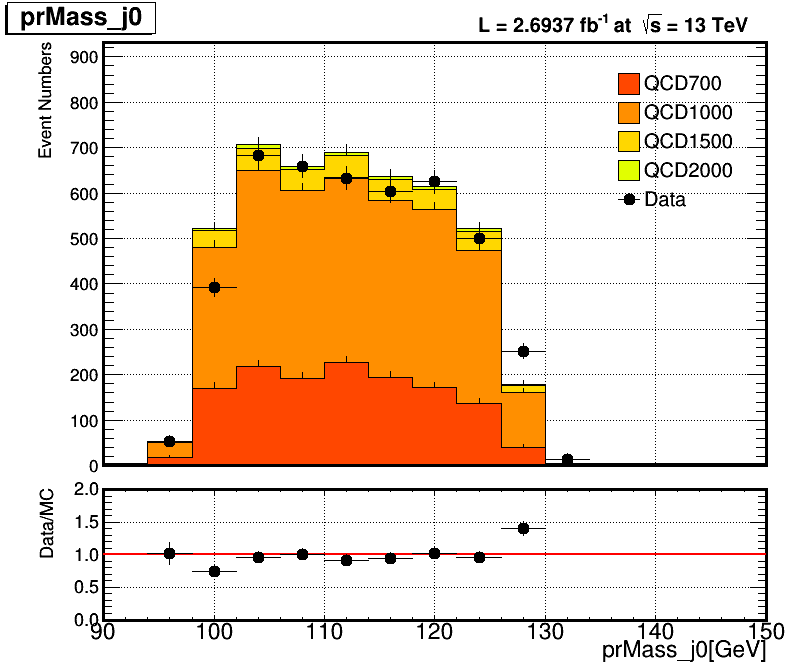 prMass_j0
L = 2.6937 fb-1 at √s = 13 TeV
Event Numbers
900
800
700
600
500
400
300
200
100
0
QCD700
QCD1000
QCD1500
QCD2000
Data
Data/MC
2.0
1.5
1.0
0.5
0.0
90 100 110 120 130 140 150
prMass_j0[GeV]